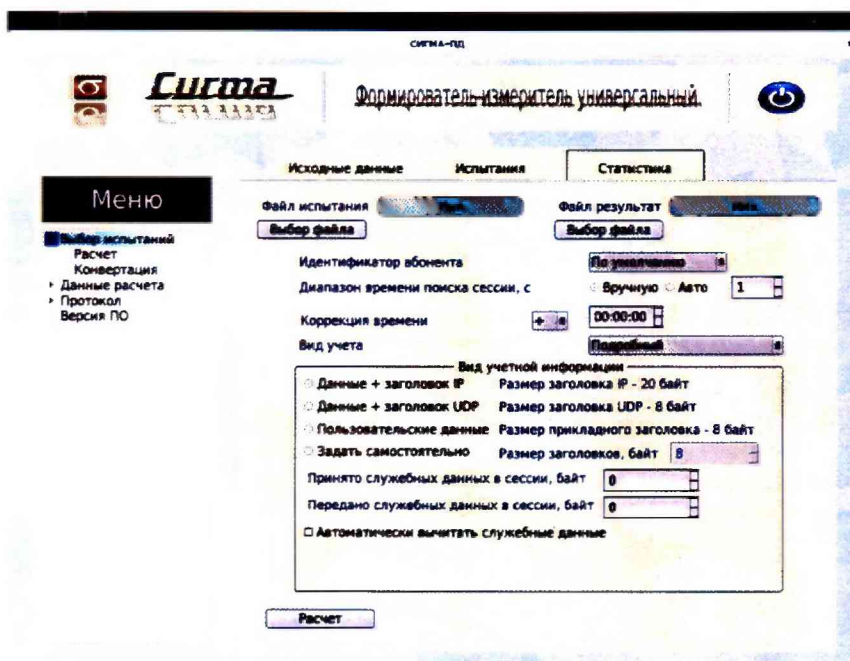 СИГМА-ПД
Сигма
Формирователь-измеритель универсальный.
Исходные данные Испытания Статистика
Меню
Выбор испытаний
Расчет
Конвертация
Данные расчета
Протокол
Версия ПО
Файл испытания Имя Файл результат Имя
Выбор файла Выбор файла
Идентификатор абонента По умолчанию
Диапазон времени поиска сессии, с Вручную Авто 1
Коррекция времени + 00:00:00
Вид учета Подробный
Вид учетной информации
Данные + заголовок IP Размер заголовка IP - 20 байт
Данные + заголовок UDP Размер заголовка UDP - 8 байт
Пользовательские данные Размер прикладного заголовка - 8 байт
Задать самостоятельно Размер заголовков, байт 8
Принято служебных данных в сессии, байт 0
Передано служебных данных в сессии, байт 0
Автоматически вычитать служебные данные
Расчет